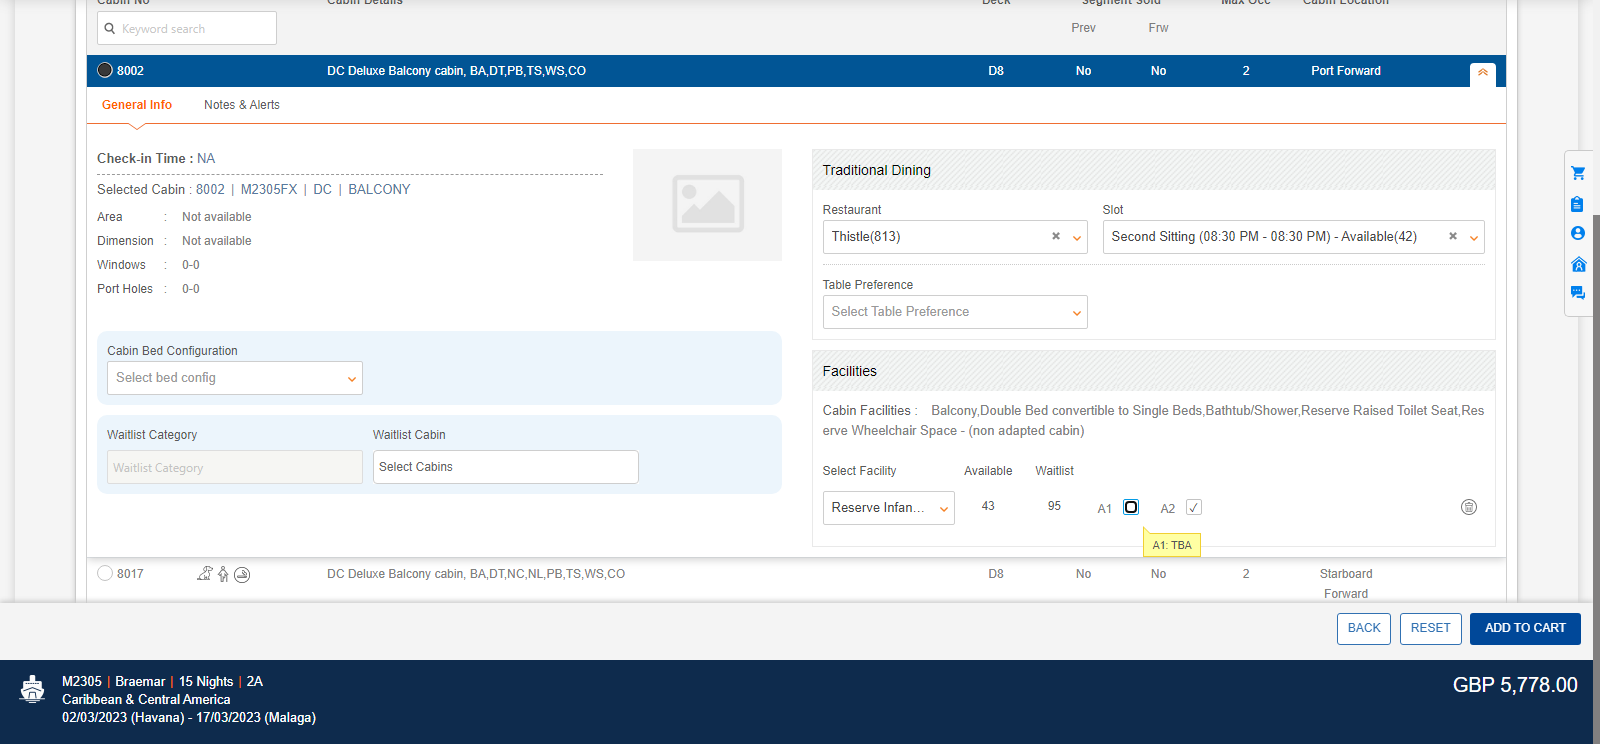 Cabin No Cabin Details Deck Segment Sold Max Occ Cabin Location
Keyword search Prev Frw
8002 DC Deluxe Balcony cabin, BA,DT,PB,TS,WS,CO D8 No No 2 Port Forward
General Info Notes & Alerts
Check-in Time : NA
Selected Cabin : 8002 | M2305FX | DC | BALCONY
Area : Not available
Dimension : Not available
Windows : 0-0
Port Holes : 0-0
Cabin Bed Configuration
Select bed config
Waitlist Category Waitlist Cabin
Waitlist Category Select Cabins
Traditional Dining
Restaurant Slot
Thistle(813) Second Sitting (08:30 PM - 08:30 PM) - Available(42)
Table Preference
Select Table Preference
Facilities
Cabin Facilities : Balcony,Double Bed convertible to Single Beds,Bathtub/Shower,Reserve Raised Toilet Seat,Res
erve Wheelchair Space - (non adapted cabin)
Select Facility Available Waitlist
Reserve Infan... 43 95 A1 A2
A1: TBA
8017 DC Deluxe Balcony cabin, BA,DT,NC,NL,PB,TS,WS,CO D8 No No 2 Starboard
Forward
BACK RESET ADD TO CART
M2305 | Braemar | 15 Nights | 2A GBP 5,778.00
Caribbean & Central America
02/03/2023 (Havana) - 17/03/2023 (Malaga)